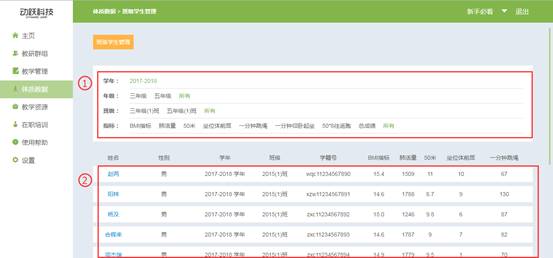 动跃科技
体质数据 > 班级学生管理
新手必看
退出
主页
教研群组
教学管理
体质数据
教学资源
在职培训
使用帮助
设置
班级学生管理
①
学年： 2017-2018
年级： 三年级 五年级 所有
班级： 三年级(1)班 五年级(1)班 所有
指标： BMI指标 肺活量 50米 坐位体前屈 一分钟跳绳 一分钟仰卧起坐 50*8往返跑 总成绩 所有
姓名 性别 学年 班级 学籍号 BMI指标 肺活量 50米 坐位体前屈 一分钟跳绳
②
赵芮 男 2017-2018 学年 2015(1)班 wqc11234567890 15.4 1509 11 10 67
阳林 男 2017-2018 学年 2015(1)班 xzw11234567891 14.6 1788 8.7 9 130
杨及 男 2017-2018 学年 2015(1)班 zxc11234567892 15.0 1246 9.8 6 87
男 2017-2018 学年 2015(1)班 zxc11234567893 14.6 1787 9 7 82
男 2017-2018 学年 2015(1)班 zxc11234567894 14.9 1779 9.5 1 70